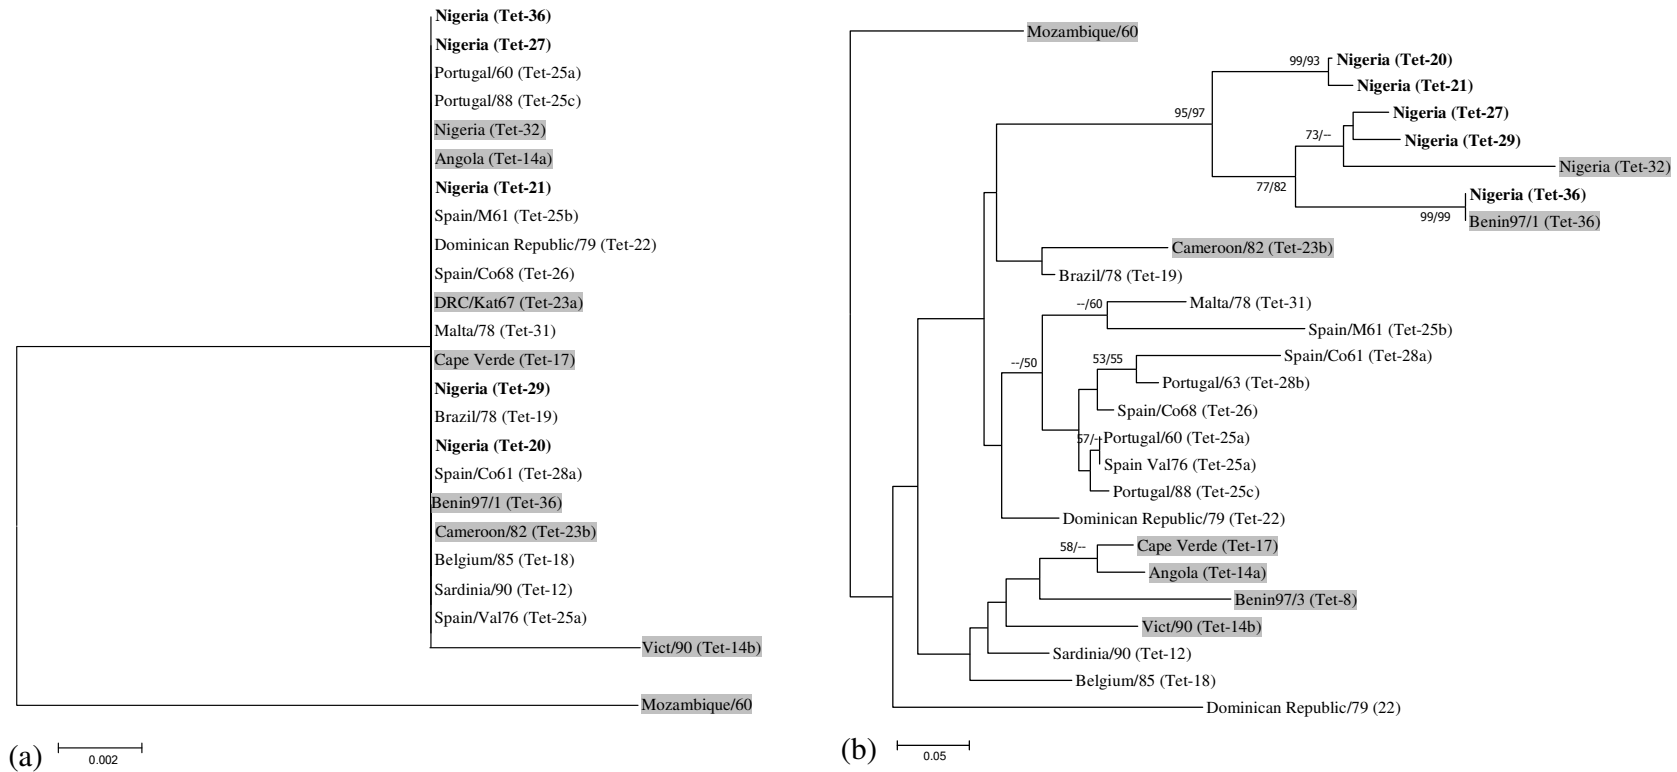 Nigeria (Tet-36)
Nigeria (Tet-27)
Portugal/60 (Tet-25a)
Portugal/88 (Tet-25c)
Nigeria (Tet-32)
Angola (Tet-14a)
Nigeria (Tet-21)
Spain/M61 (Tet-25b)
Dominican Republic/79 (Tet-22)
Spain/Co68 (Tet-26)
DRC/Kat67 (Tet-23a)
Malta/78 (Tet-31)
Cape Verde (Tet-17)
Nigeria (Tet-29)
Brazil/78 (Tet-19)
Nigeria (Tet-20)
Spain/Co61 (Tet-28a)
Benin97/1 (Tet-36)
Cameroon/82 (Tet-23b)
Belgium/85 (Tet-18)
Sardinia/90 (Tet-12)
Spain/Val76 (Tet-25a)
Vict/90 (Tet-14b)
Mozambique/60
(a)
0.002
Mozambique/60
99/93
Nigeria (Tet-20)
Nigeria (Tet-21)
95/97
Nigeria (Tet-27)
73/--
Nigeria (Tet-29)
Nigeria (Tet-32)
77/82
Nigeria (Tet-36)
99/99
Benin97/1 (Tet-36)
Cameroon/82 (Tet-23b)
Brazil/78 (Tet-19)
--/60
Malta/78 (Tet-31)
Spain/M61 (Tet-25b)
--/50
53/55
Spain/Co61 (Tet-28a)
Portugal/63 (Tet-28b)
Spain/Co68 (Tet-26)
57/--
Portugal/60 (Tet-25a)
Spain Val76 (Tet-25a)
Portugal/88 (Tet-25c)
Dominican Republic/79 (Tet-22)
58/--
Cape Verde (Tet-17)
Angola (Tet-14a)
Benin97/3 (Tet-8)
Vict/90 (Tet-14b)
Sardinia/90 (Tet-12)
Belgium/85 (Tet-18)
Dominican Republic/79 (22)
(b)
0.05